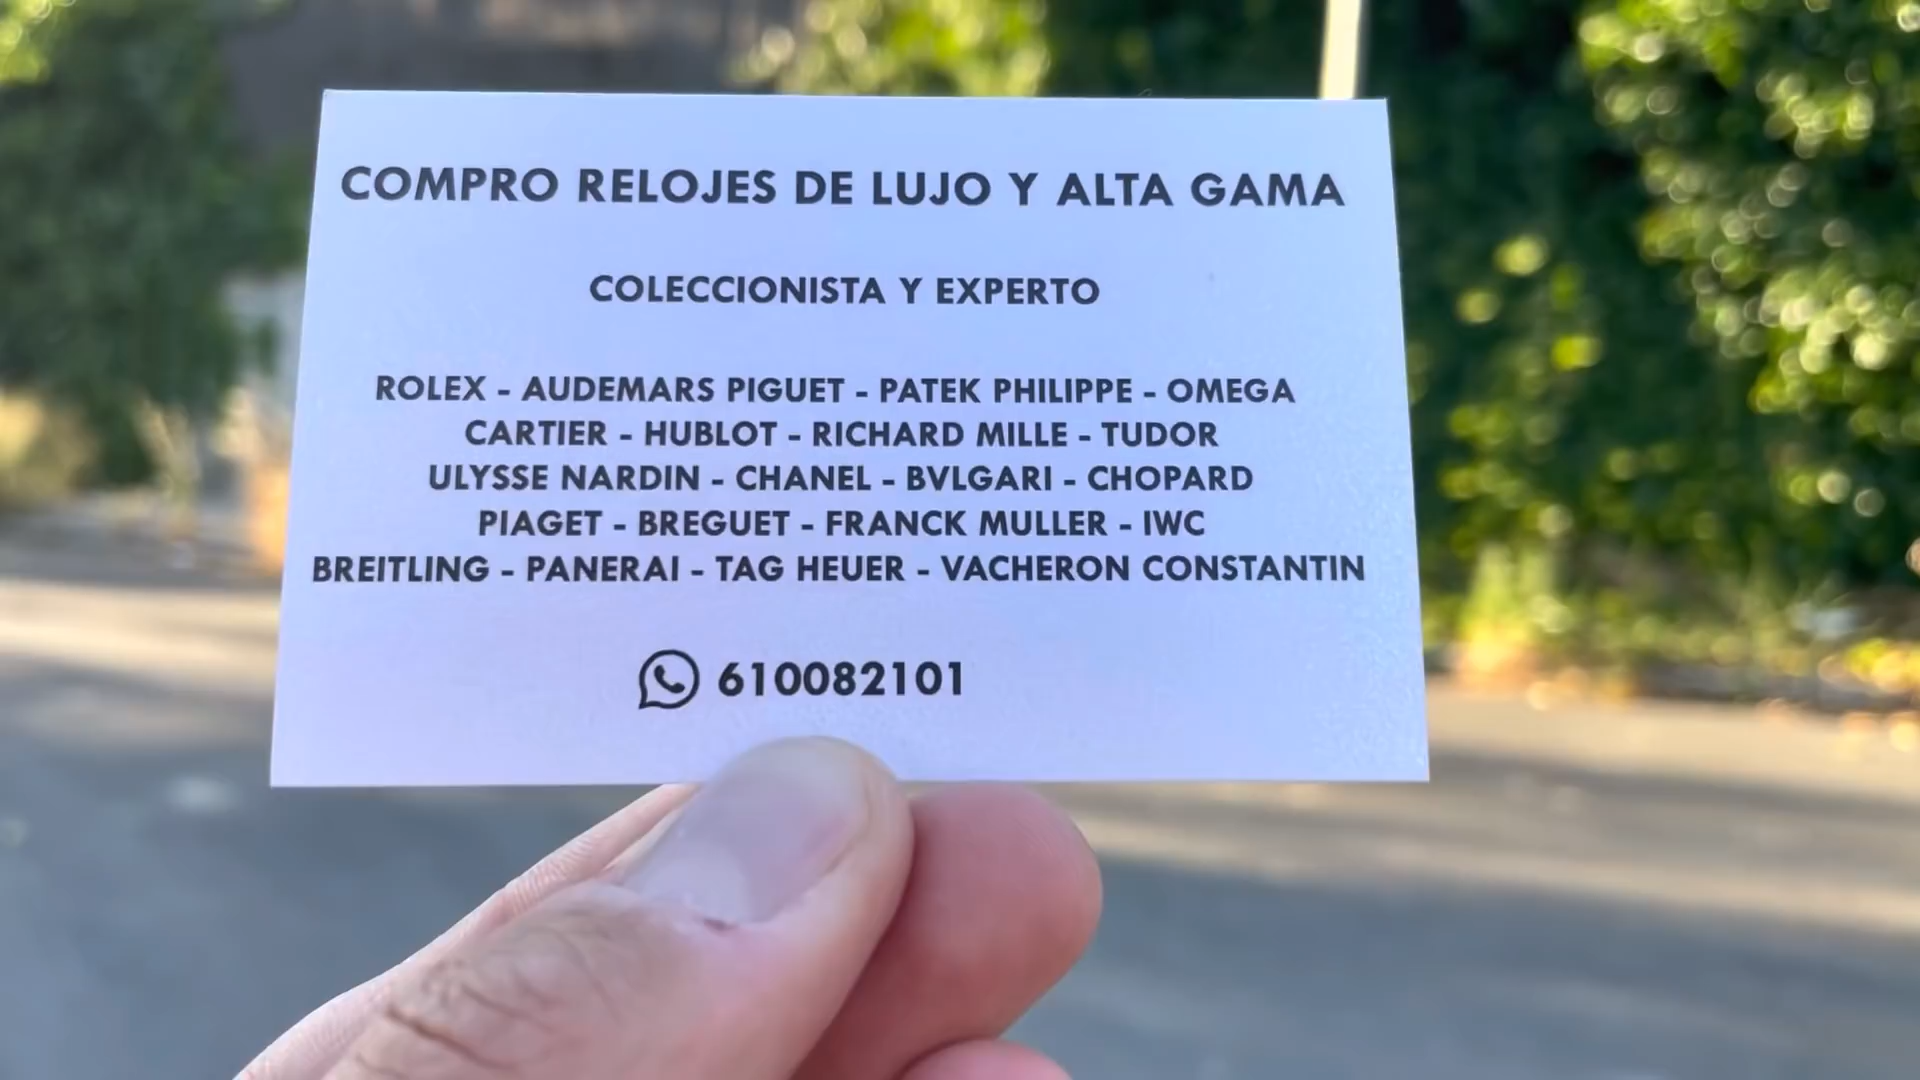 COMPRO RELOJES DE LUJO Y ALTA GAMA
COLECCIONISTA Y EXPERTO
ROLEX - AUDEMARS PIGUET - PATEK PHILIPPE - OMEGA
CARTIER - HUBLOT - RICHARD MILLE - TUDOR
ULYSSE NARDIN - CHANEL - BVLGARI - CHOPARD
PIAGET - BREGUET - FRANCK MULLER - IWC
BREITLING - PANERAI - TAG HEUER - VACHERON CONSTANTIN
610082101